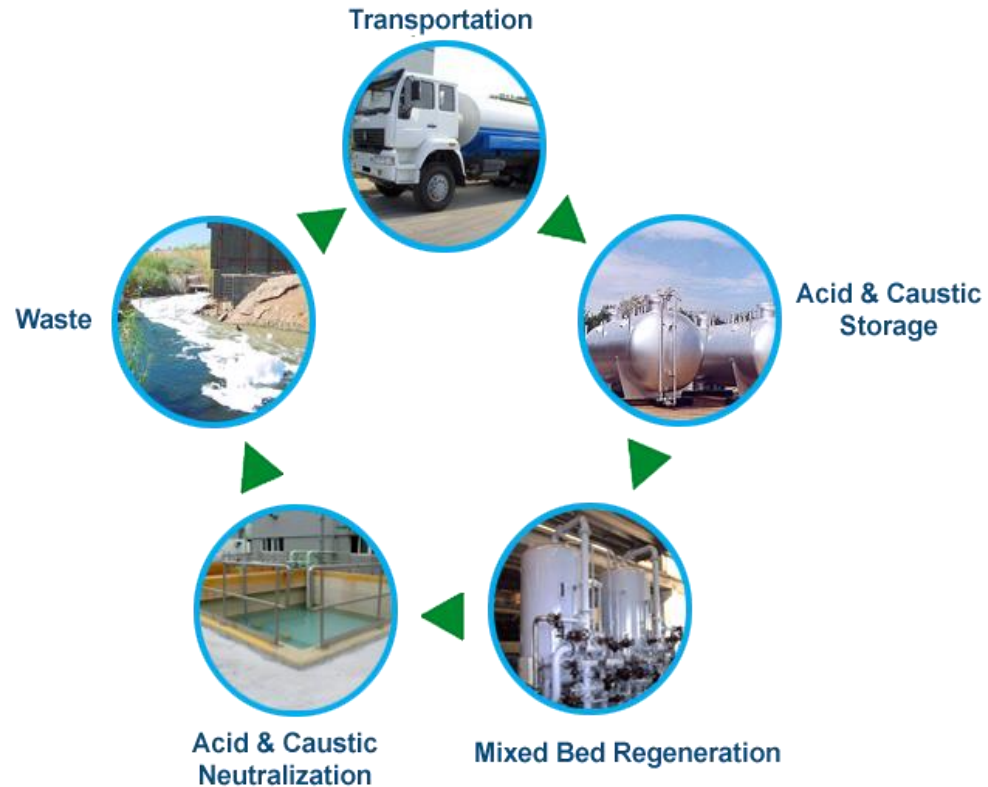 Transportation
Acid & Caustic
Storage
Mixed Bed Regeneration
Acid & Caustic
Neutralization
Waste